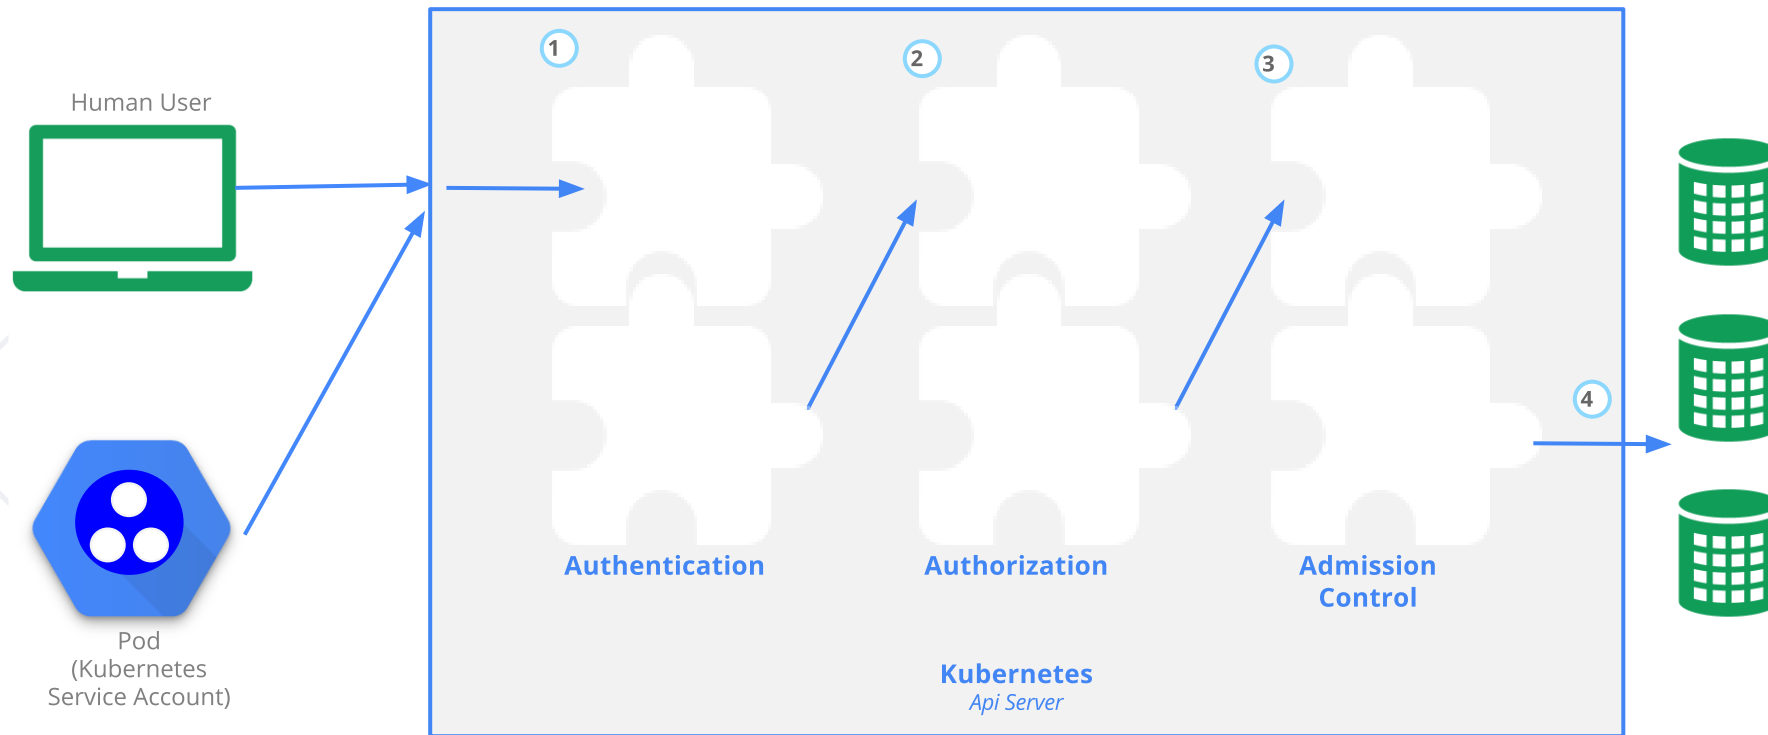 Human User
Pod
(Kubernetes
Service Account)
1
2
3
4
Authentication
Authorization
Admission
Control
Kubernetes
Api Server